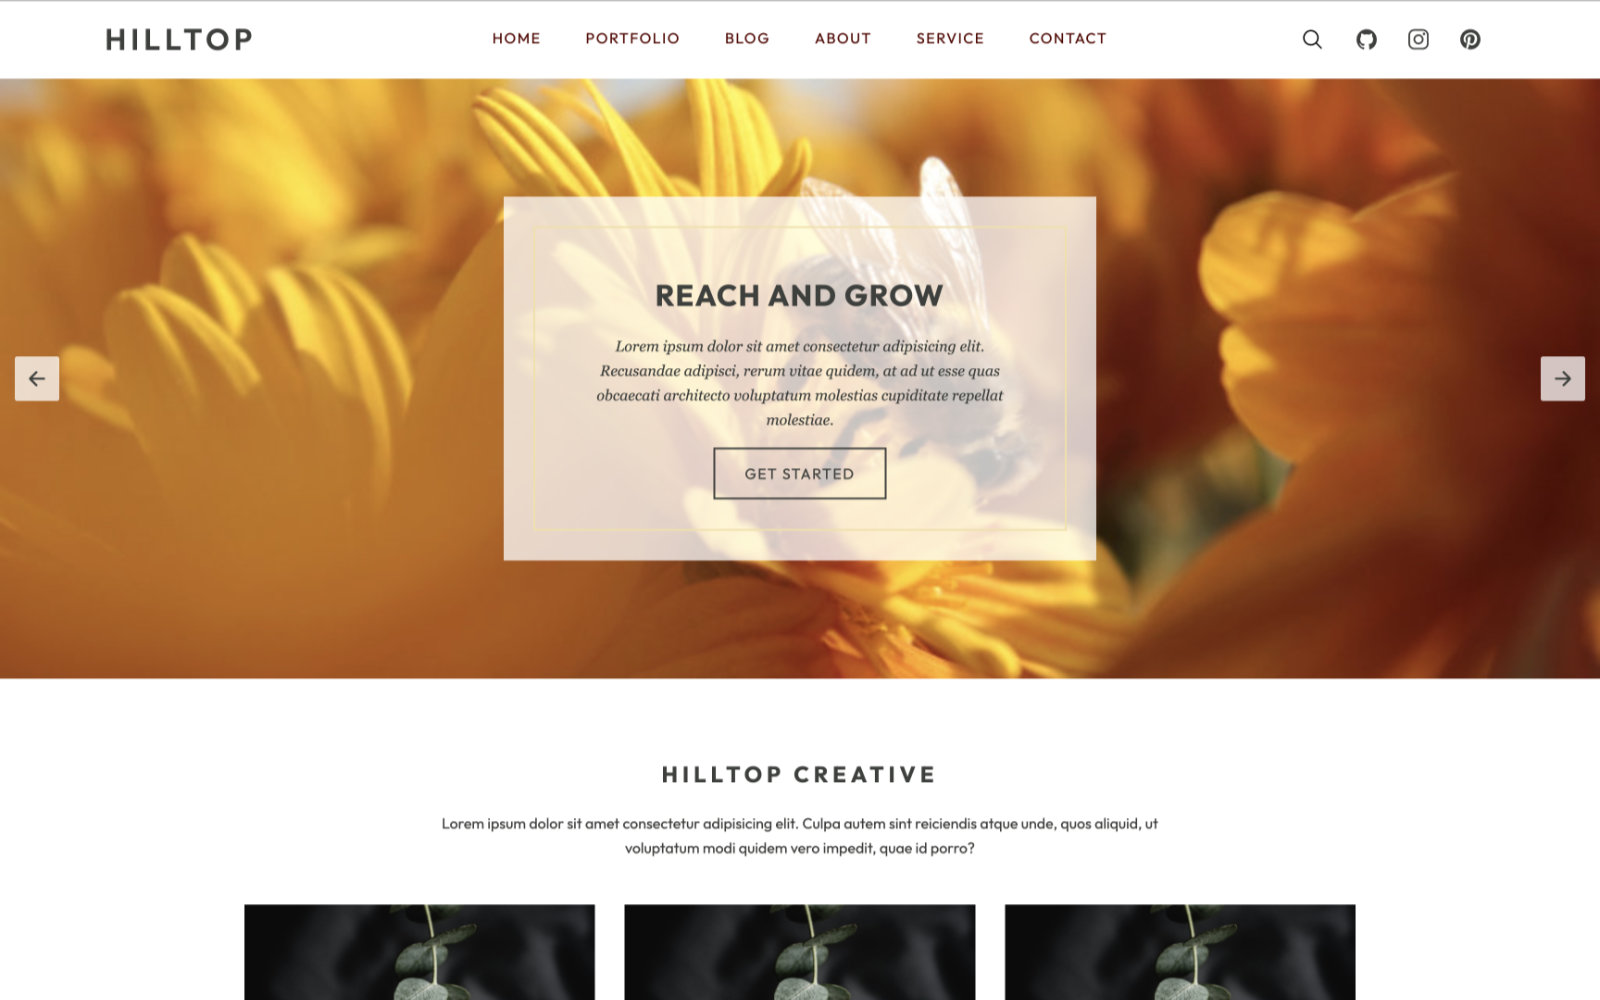 HILLTOP
HOME PORTFOLIO BLOG ABOUT SERVICE CONTACT
REACH AND GROW
Lorem ipsum dolor sit amet consectetur adipisicing elit.
Recusandae adipisci, rerum vitae quidem, at ad ut esse quas
obcaecati architecto voluptatum molestias cupiditate repellat
molestiae.
GET STARTED
HILLTOP CREATIVE
Lorem ipsum dolor sit amet consectetur adipisicing elit. Culpa autem sint reiciendis atque unde, quos aliquid, ut
voluptatum modi quidem vero impedit, quae id porro?